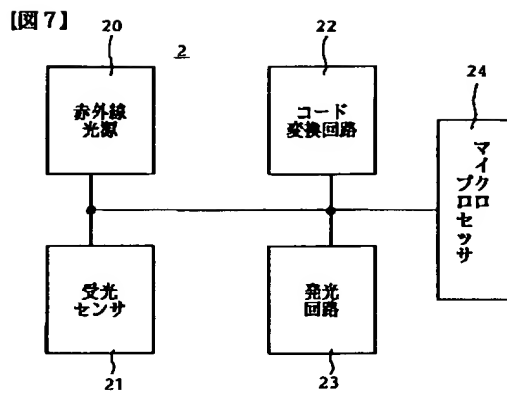 【図7】
20
2
22
24
赤外線
光源
コード
変換回路
マイクロ
プロセッサ
受光
センサ
発光
回路
21
23